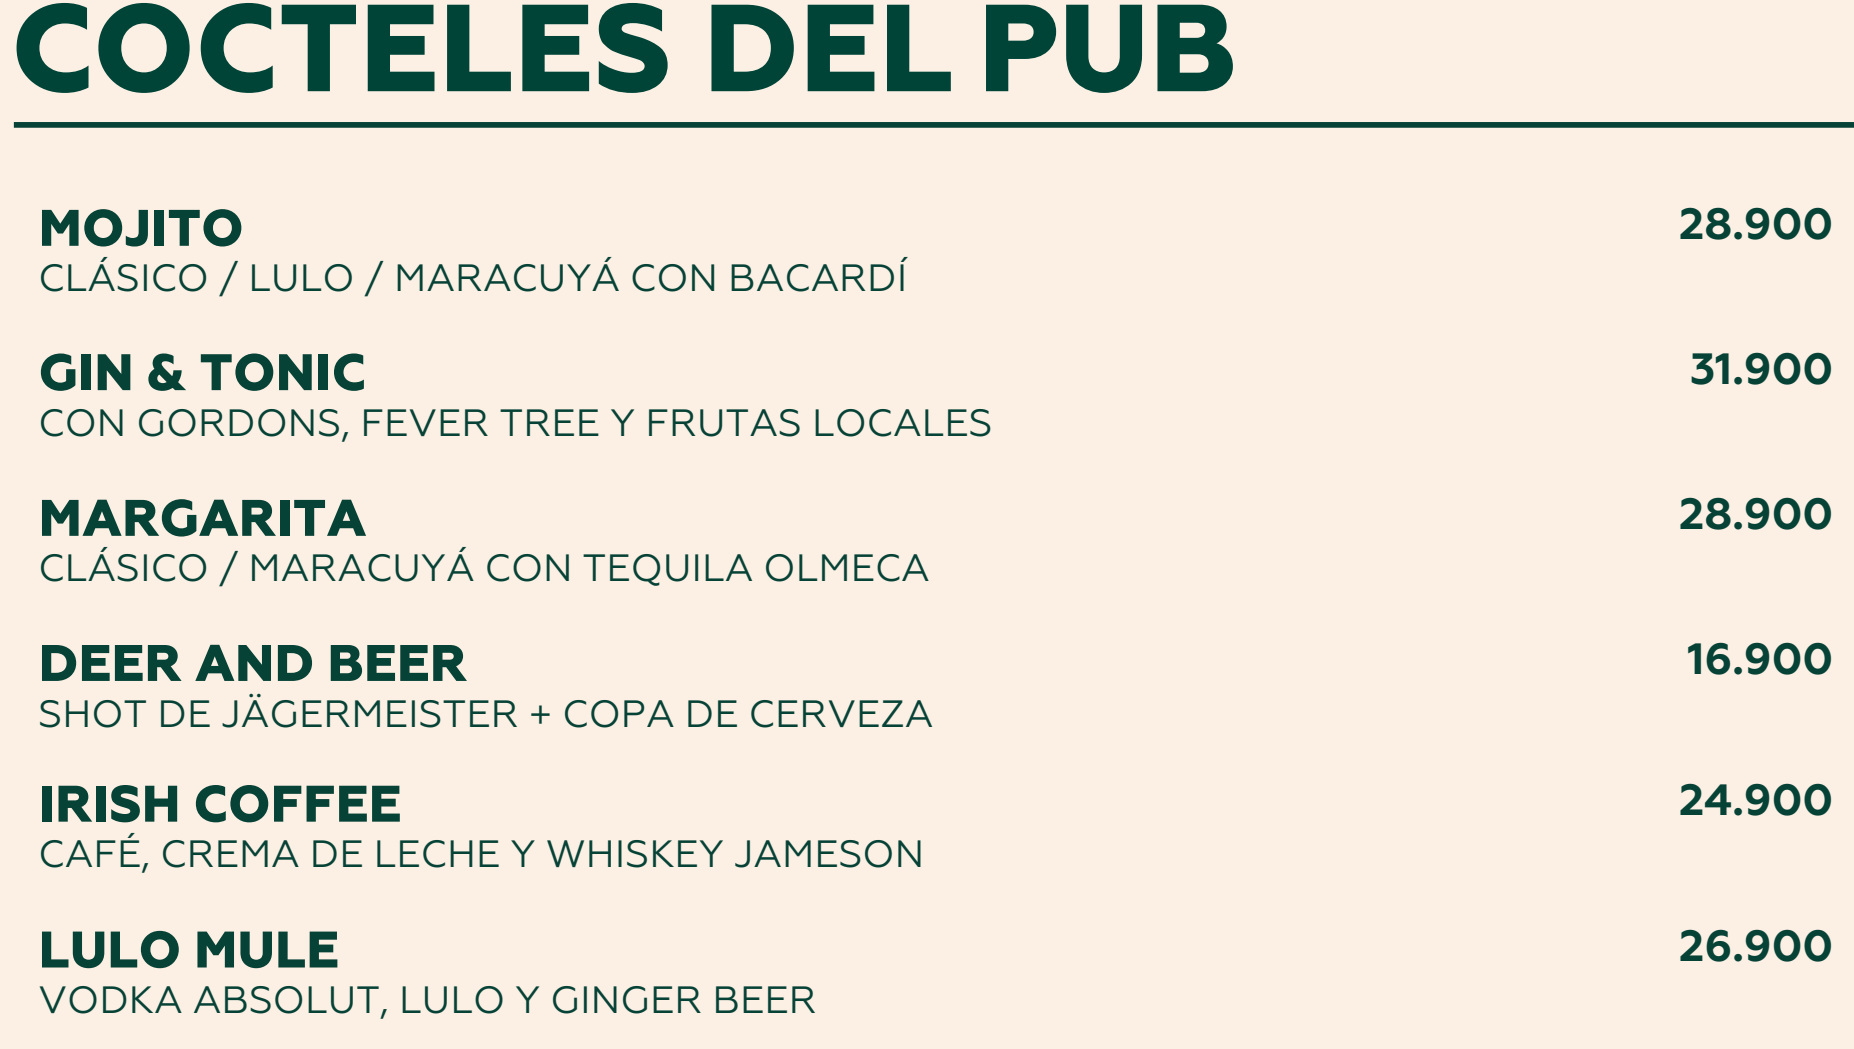 COCTELES DEL PUB
MOJITO 28.900
CLÁSICO / LULO / MARACUYÁ CON BACARDÍ
GIN & TONIC 31.900
CON GORDONS, FEVER TREE Y FRUTAS LOCALES
MARGARITA 28.900
CLÁSICO / MARACUYÁ CON TEQUILA OLMECA
DEER AND BEER 16.900
SHOT DE JÄGERMEISTER + COPA DE CERVEZA
IRISH COFFEE 24.900
CAFÉ, CREMA DE LECHE Y WHISKEY JAMESON
LULO MULE 26.900
VODKA ABSOLUT, LULO Y GINGER BEER